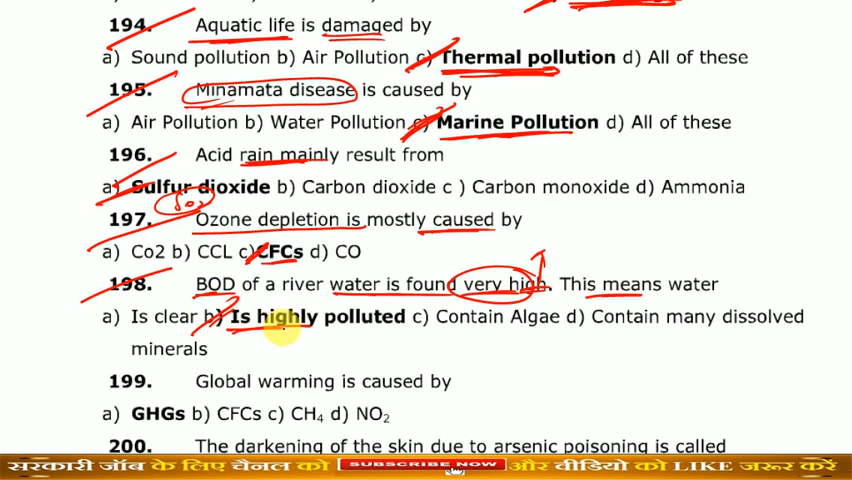 194. Aquatic life is damaged by
a) Sound pollution b) Air Pollution c) Thermal pollution d) All of these
195. Minamata disease is caused by
a) Air Pollution b) Water Pollution c) Marine Pollution d) All of these
196. Acid rain mainly result from
a) Sulfur dioxide b) Carbon dioxide c ) Carbon monoxide d) Ammonia
So₂
197. Ozone depletion is mostly caused by
a) Co2 b) CCL c) CFCs d) CO
198. BOD of a river water is found very high. This means water
a) Is clear b) Is highly polluted c) Contain Algae d) Contain many dissolved
minerals
199. Global warming is caused by
a) GHGs b) CFCs c) CH₄ d) NO₂
200. The darkening of the skin due to arsenic poisoning is called
सरकारी जॉब के लिए चैनल को SUBSCRIBE NOW और वीडियो को LIKE जरूर करें